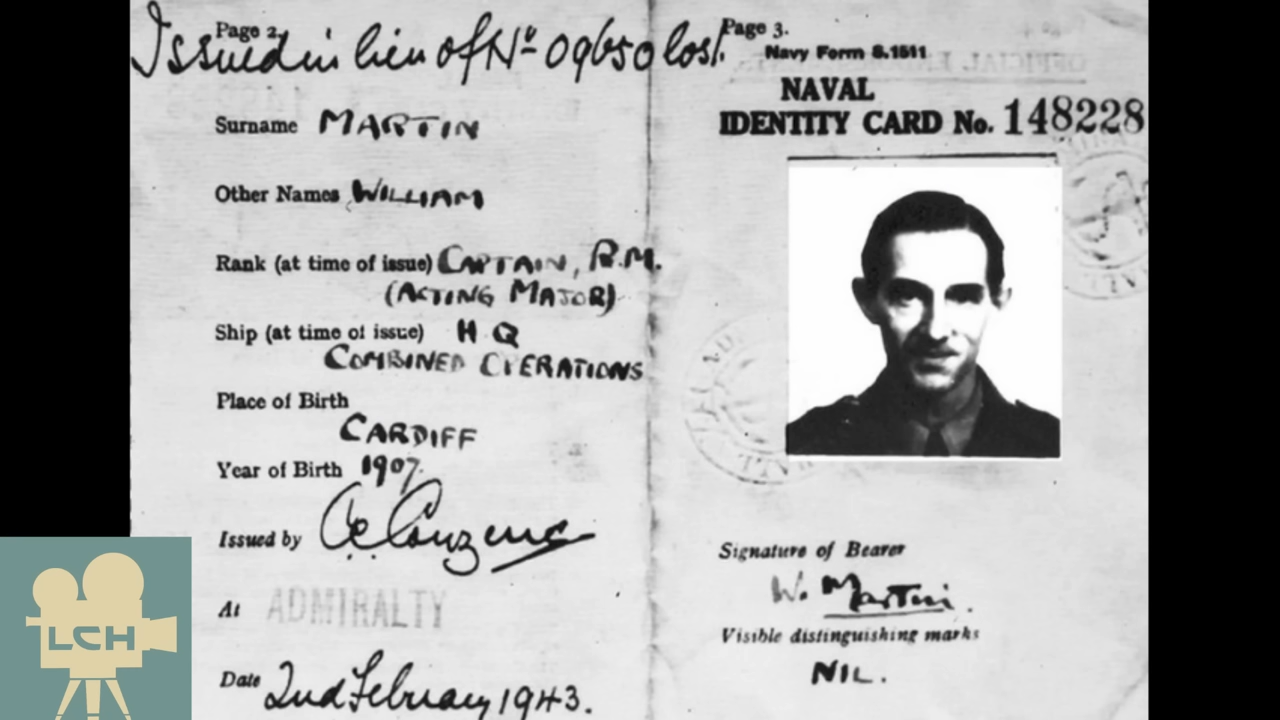 Page 2.
Issued in lieu of Nº 09650 lost.
Surname MARTIN
Other Names WILLIAM
Rank (at time of issue) CAPTAIN, R.M.
(ACTING MAJOR)
Ship (at time of issue) H Q
COMBINED OPERATIONS
Place of Birth
CARDIFF
Year of Birth 1907.
Issued by
At ADMIRALTY
Date 2nd February 1943.
Page 3.
Navy Form S.1511
NAVAL
IDENTITY CARD No. 148228
Signature of Bearer
W. Martin.
Visible distinguishing marks
NIL.
LCH